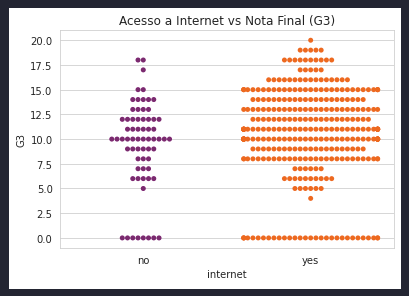 Acesso a Internet vs Nota Final (G3)
20.0
17.5
15.0
12.5
10.0
7.5
5.0
2.5
0.0
G3
no yes
internet